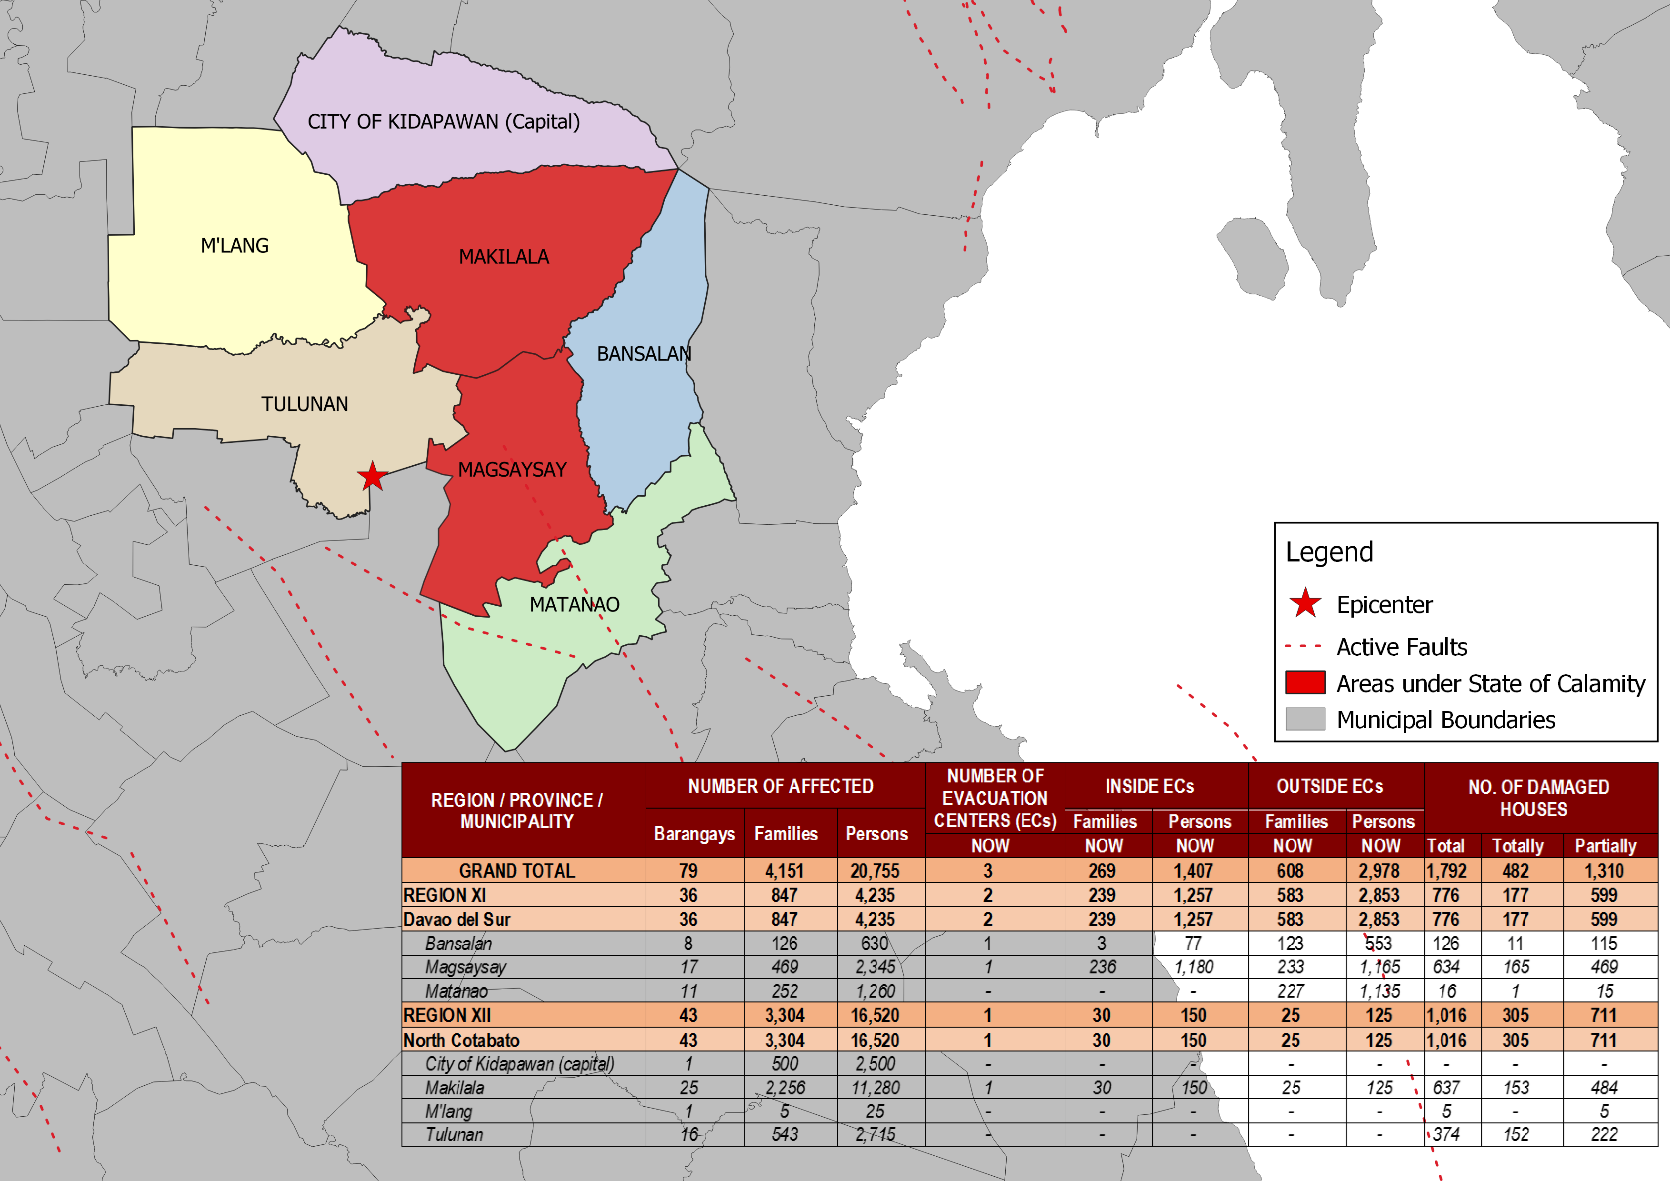 CITY OF KIDAPAWAN (Capital)
M'LANG
MAKILALA
BANSALAN
TULUNAN
MAGSAYSAY
MATANAO
Legend
Epicenter
Active Faults
Areas under State of Calamity
Municipal Boundaries
REGION / PROVINCE / MUNICIPALITY NUMBER OF AFFECTED NUMBER OF EVACUATION CENTERS (ECs) INSIDE ECs OUTSIDE ECs NO. OF DAMAGED HOUSES
Barangays Families Persons Families Persons Families Persons
NOW NOW NOW NOW NOW Total Totally Partially
GRAND TOTAL 79 4,151 20,755 3 269 1,407 608 2,978 1,792 482 1,310
REGION XI 36 847 4,235 2 239 1,257 583 2,853 776 177 599
Davao del Sur 36 847 4,235 2 239 1,257 583 2,853 776 177 599
Bansalan 8 126 630 1 3 77 123 553 126 11 115
Magsaysay 17 469 2,345 1 236 1,180 233 1,165 634 165 469
Matanao 11 252 1,260 - - - 227 1,135 16 1 15
REGION XII 43 3,304 16,520 1 30 150 25 125 1,016 305 711
North Cotabato 43 3,304 16,520 1 30 150 25 125 1,016 305 711
City of Kidapawan (capital) 1 500 2,500 - - - - - - - -
Makilala 25 2,256 11,280 1 30 150 25 125 637 153 484
M'lang 1 5 25 - - - - - 5 - 5
Tulunan 16 543 2,715 - - - - - 374 152 222